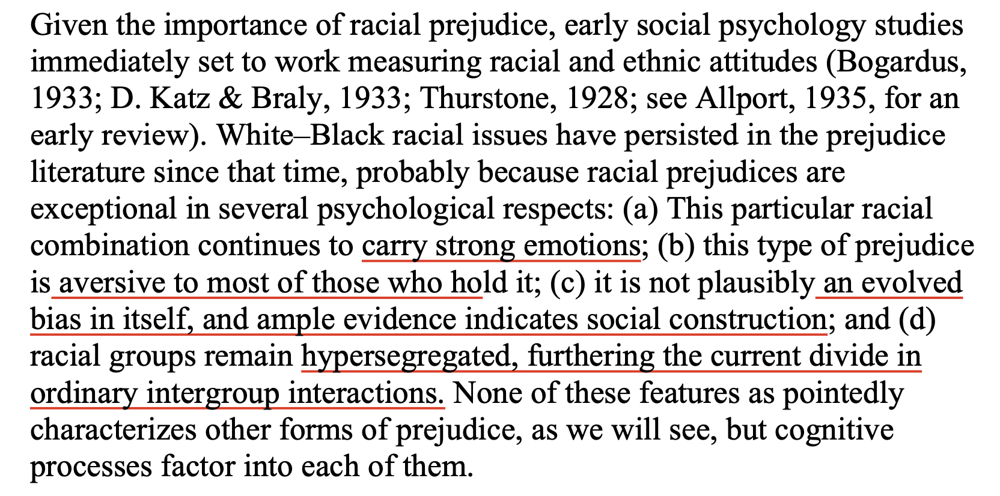 Given the importance of racial prejudice, early social psychology studies
immediately set to work measuring racial and ethnic attitudes (Bogardus,
1933; D. Katz & Braly, 1933; Thurstone, 1928; see Allport, 1935, for an
early review). White–Black racial issues have persisted in the prejudice
literature since that time, probably because racial prejudices are
exceptional in several psychological respects: (a) This particular racial
combination continues to carry strong emotions; (b) this type of prejudice
is aversive to most of those who hold it; (c) it is not plausibly an evolved
bias in itself, and ample evidence indicates social construction; and (d)
racial groups remain hypersegregated, furthering the current divide in
ordinary intergroup interactions. None of these features as pointedly
characterizes other forms of prejudice, as we will see, but cognitive
processes factor into each of them.